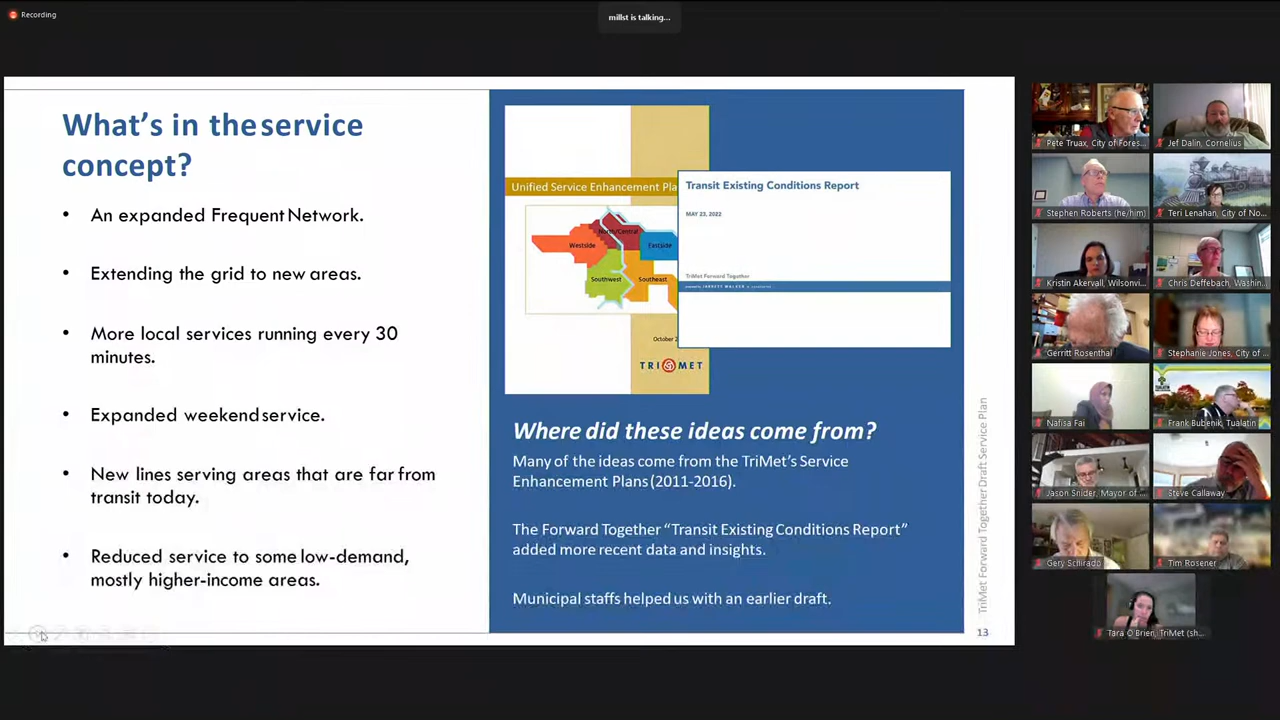 Recording
millst is talking...
What's in the service
concept?
• An expanded Frequent Network.
• Extending the grid to new areas.
• More local services running every 30
minutes.
• Expanded weekend service.
• New lines serving areas that are far from
transit today.
• Reduced service to some low-demand,
mostly higher-income areas.
Unified Service Enhancement Pla
North/Central
Westside
Eastside
Southwest
Southeast
October 2
TRI MET
Transit Existing Conditions Report
MAY 23, 2022
TriMet Forward Together
JARRETT WALKER
Where did these ideas come from?
Many of the ideas come from the TriMet's Service
Enhancement Plans (2011-2016).
The Forward Together “Transit Existing Conditions Report”
added more recent data and insights.
Municipal staffs helped us with an earlier draft.
TriMet Forward Together Draft Service Plan
13
Pete Truax, City of Fores...
Jef Dalin, Cornelius
Stephen Roberts (he/him)
Teri Lenahan, City of No...
Kristin Akervall, Wilsonvi...
Chris Deffebach, Washin...
Gerritt Rosenthal
Stephanie Jones, City of ...
Nafisa Fai
Frank Bubenik, Tualatin
Jason Snider, Mayor of ...
Steve Callaway
Gery Schirado
Tim Rosener
Tara O'Brien, TriMet (sh...